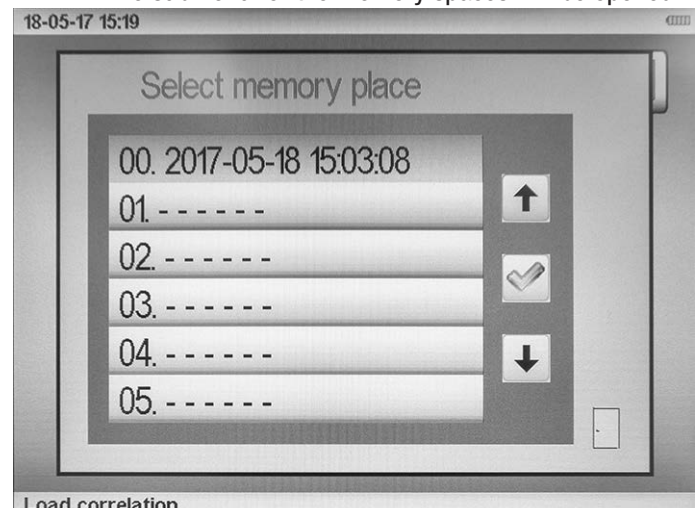 18-05-17 15:19
Select memory place
00. 2017-05-18 15:03:08
01. - - - - - -
02. - - - - - -
03. - - - - - -
04. - - - - - -
05. - - - - - -
Load correlation